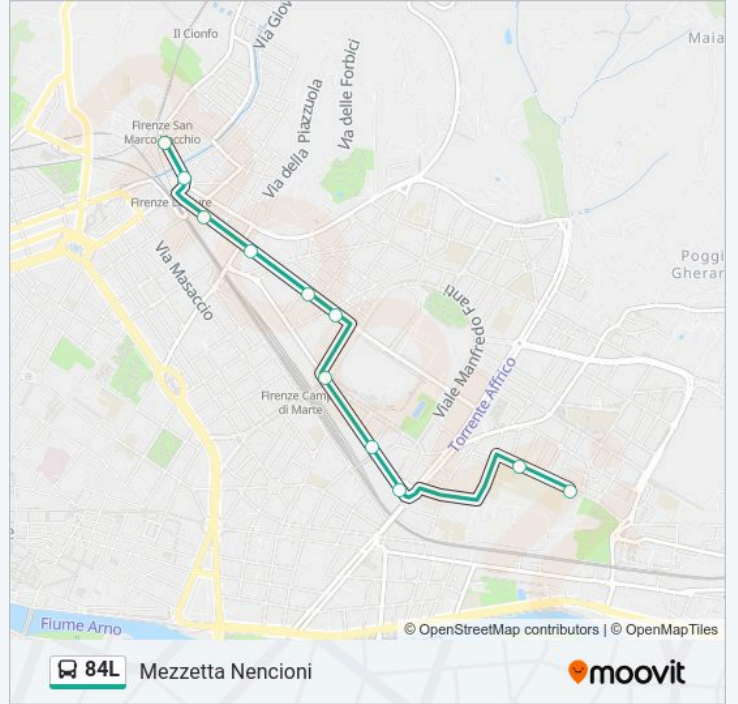 Il Cionfo
Via Giov
Maia
Via della Piazzuola
Via delle Forbici
Firenze San
Marco Vecchio
Firenze
Via Masaccio
Poggi
Gherar
Viale Manfredo Fanti
Torrente Affrico
Firenze Camp
di Marte
Fiume Arno
© OpenStreetMap contributors | © OpenMapTiles
84L
Mezzetta Nencioni
moovit